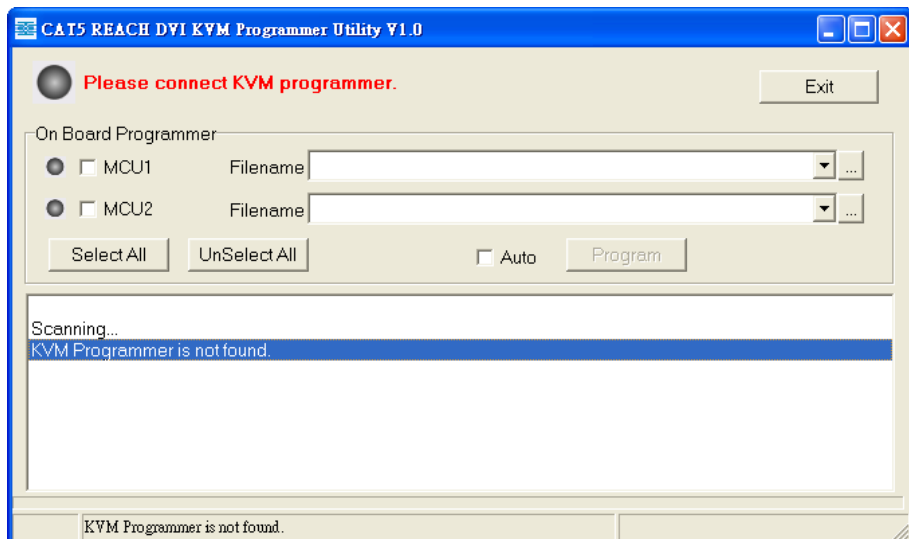 CAT5 REACH DVI KVM Programmer Utility V1.0
Please connect KVM programmer.
Exit
On Board Programmer
MCU1 Filename ...
MCU2 Filename ...
Select All UnSelect All Auto Program
Scanning...
KVM Programmer is not found.
KVM Programmer is not found.